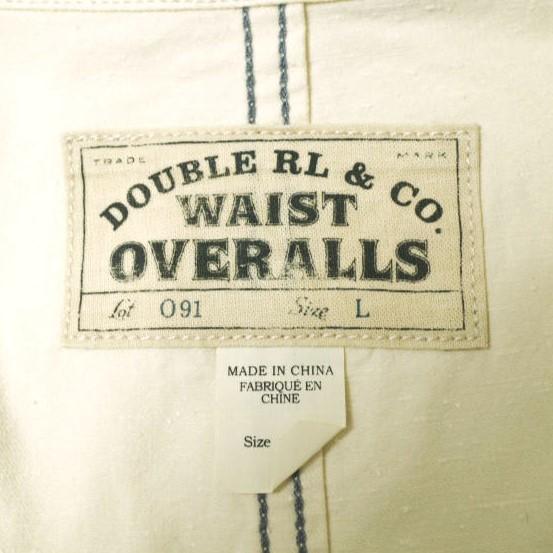 TRADE MARK
DOUBLE RL & CO.
WAIST
OVERALLS
Lot 091 Size L
MADE IN CHINA
FABRIQUÉ EN
CHINE
Size